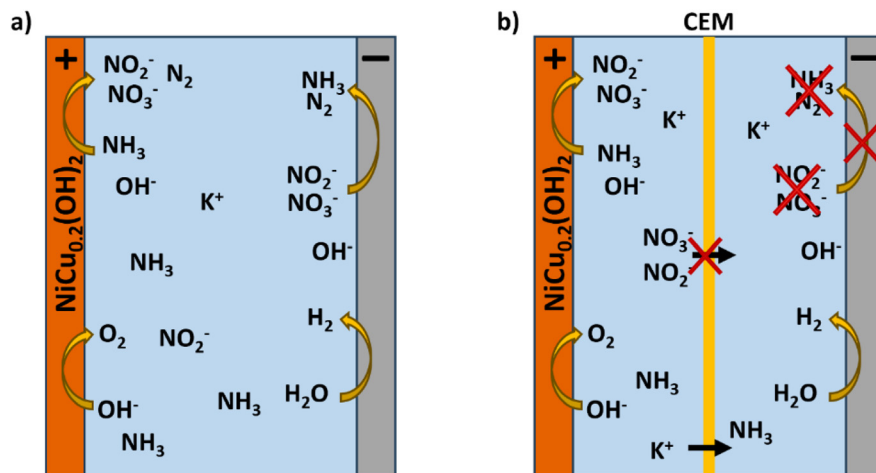 a)
+
−
NO₂⁻
N₂
NO₃⁻
NH₃
N₂
NH₃
OH⁻
K⁺
NO₂⁻
NO₃⁻
NiCu₀.₂(OH)₂
NH₃
OH⁻
O₂
NO₂⁻
H₂
OH⁻
NH₃
H₂O
NH₃
b)
CEM
+
−
NO₂⁻
NO₃⁻
K⁺
K⁺
NH₃
N₂
NH₃
OH⁻
NO₂⁻
NO₃⁻
NiCu₀.₂(OH)₂
NO₃⁻
NO₂⁻
OH⁻
O₂
H₂
NH₃
OH⁻
H₂O
K⁺
NH₃